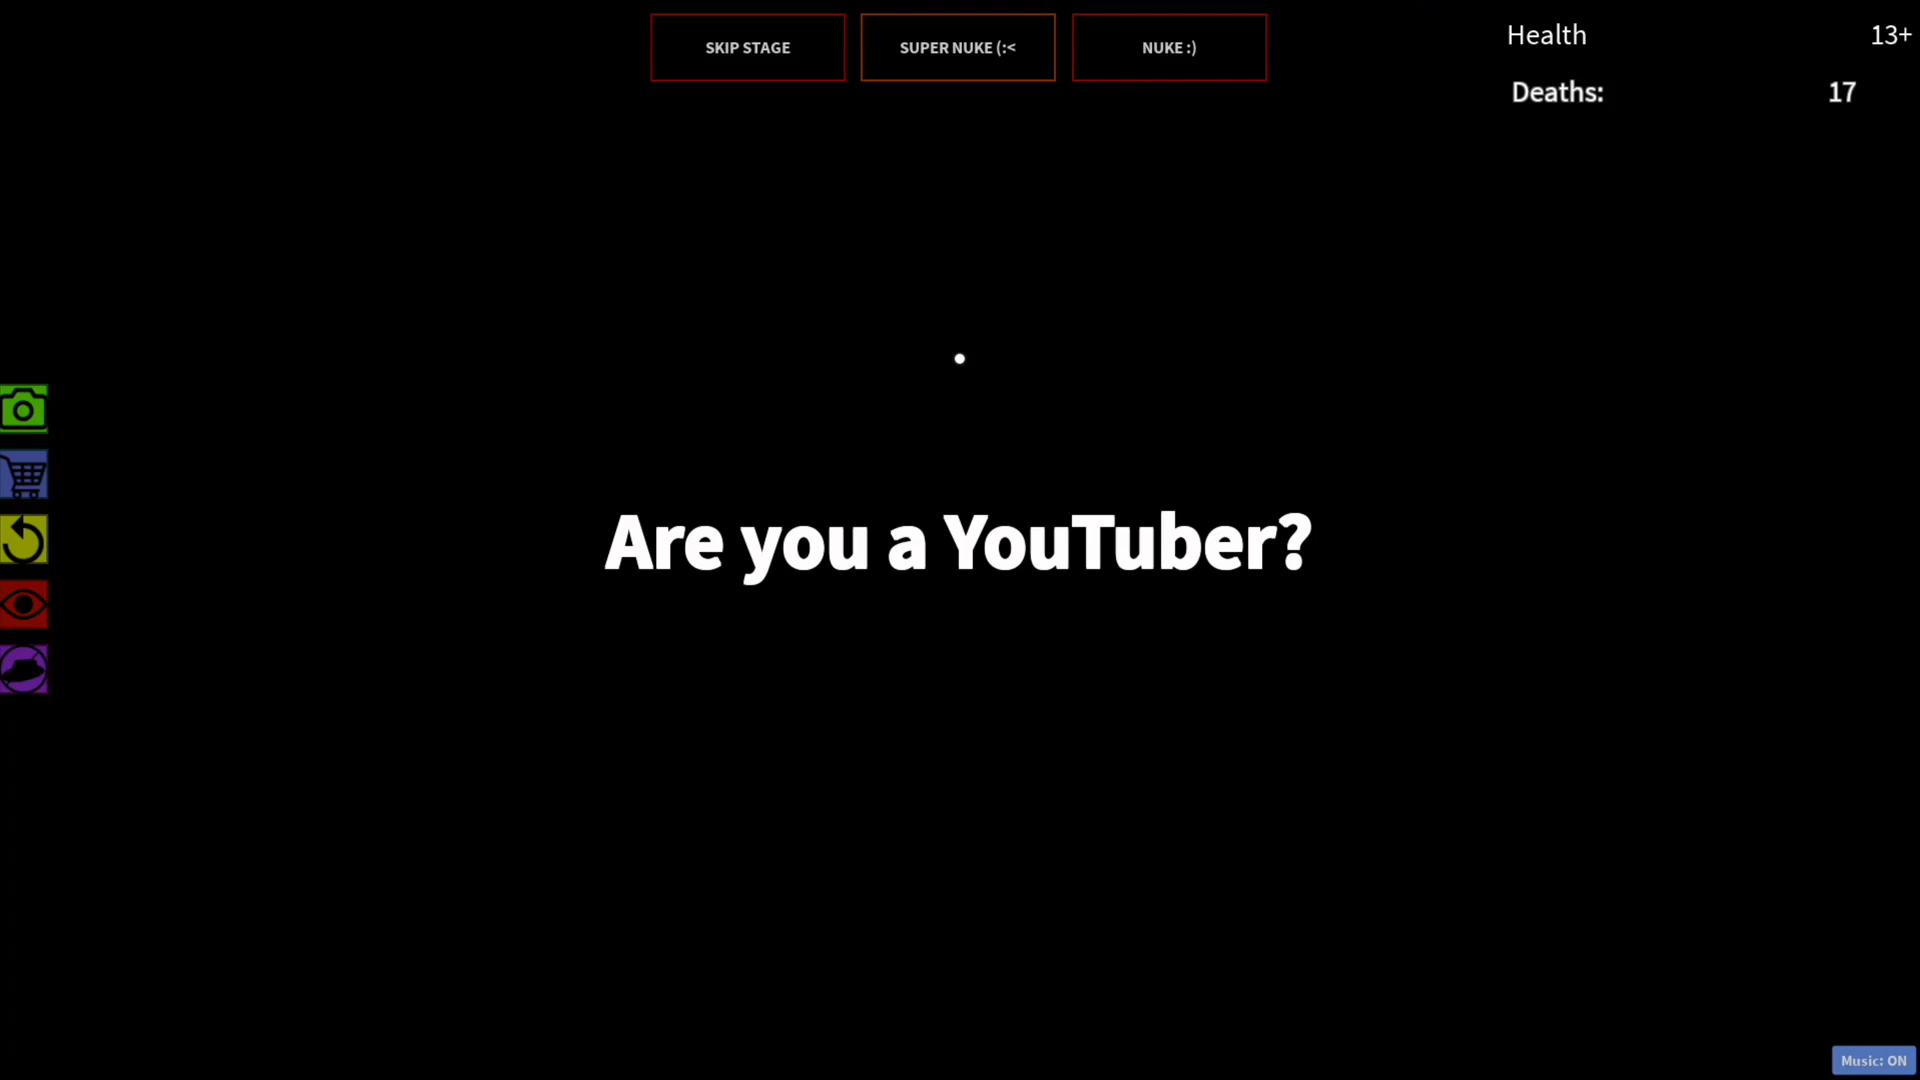 SKIP STAGE
SUPER NUKE (:<
NUKE :)
Health 13+
Deaths: 17
Are you a YouTuber?
Music: ON